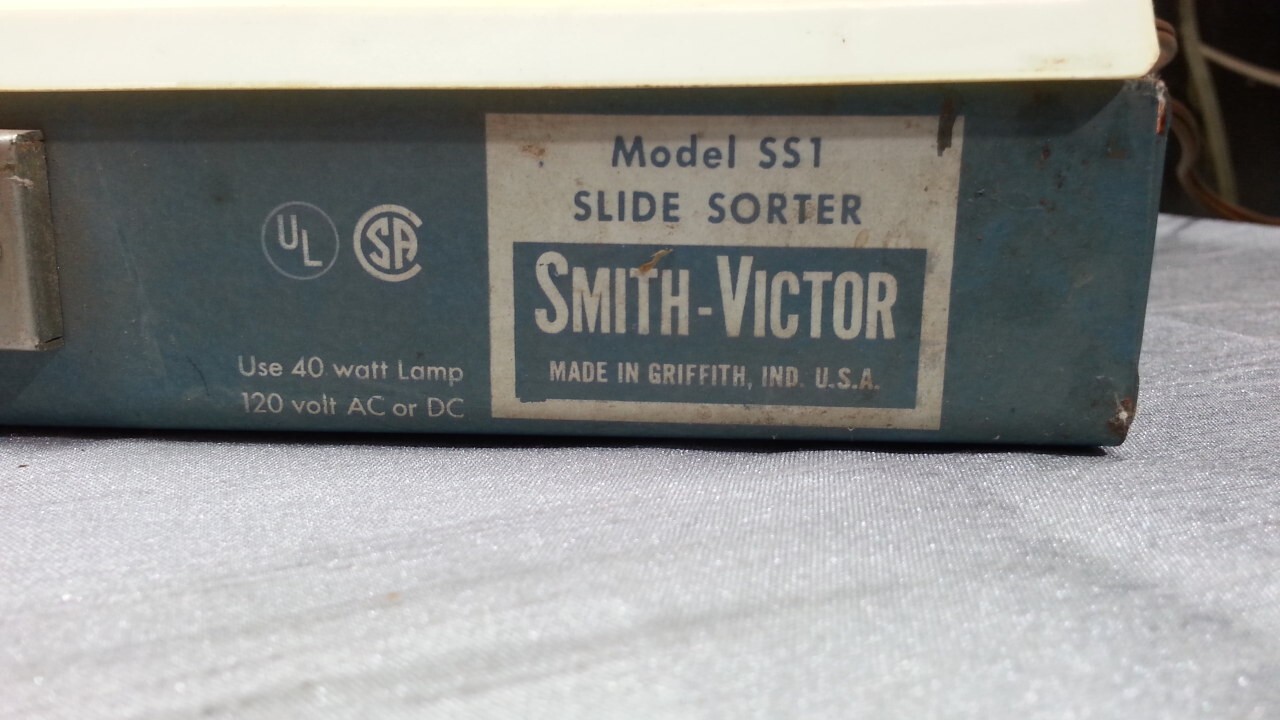 Model SS1
SLIDE SORTER
UL
SA
SMITH-VICTOR
MADE IN GRIFFITH, IND. U.S.A.
Use 40 watt Lamp
120 volt AC or DC